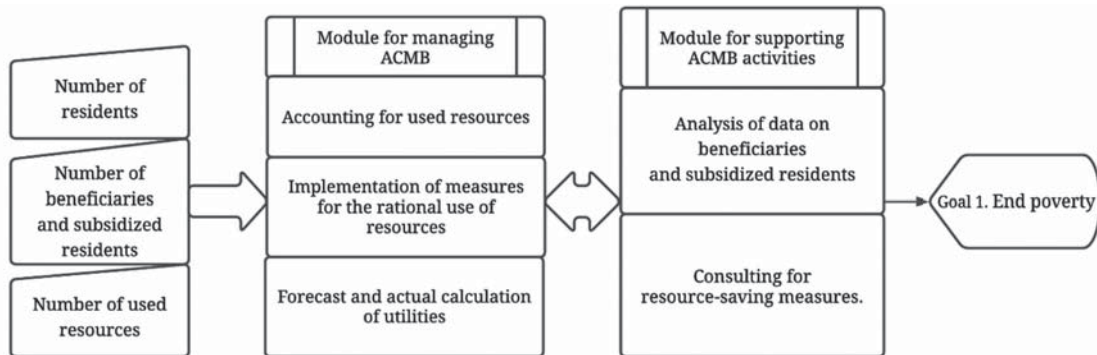 Number of
residents
Number of
beneficiaries
and subsidized
residents
Number of used
resources
Module for managing
ACMB
Accounting for used resources
Implementation of measures
for the rational use of
resources
Forecast and actual calculation
of utilities
Module for supporting
ACMB activities
Analysis of data on
beneficiaries
and subsidized residents
Consulting for
resource-saving measures.
Goal 1. End poverty